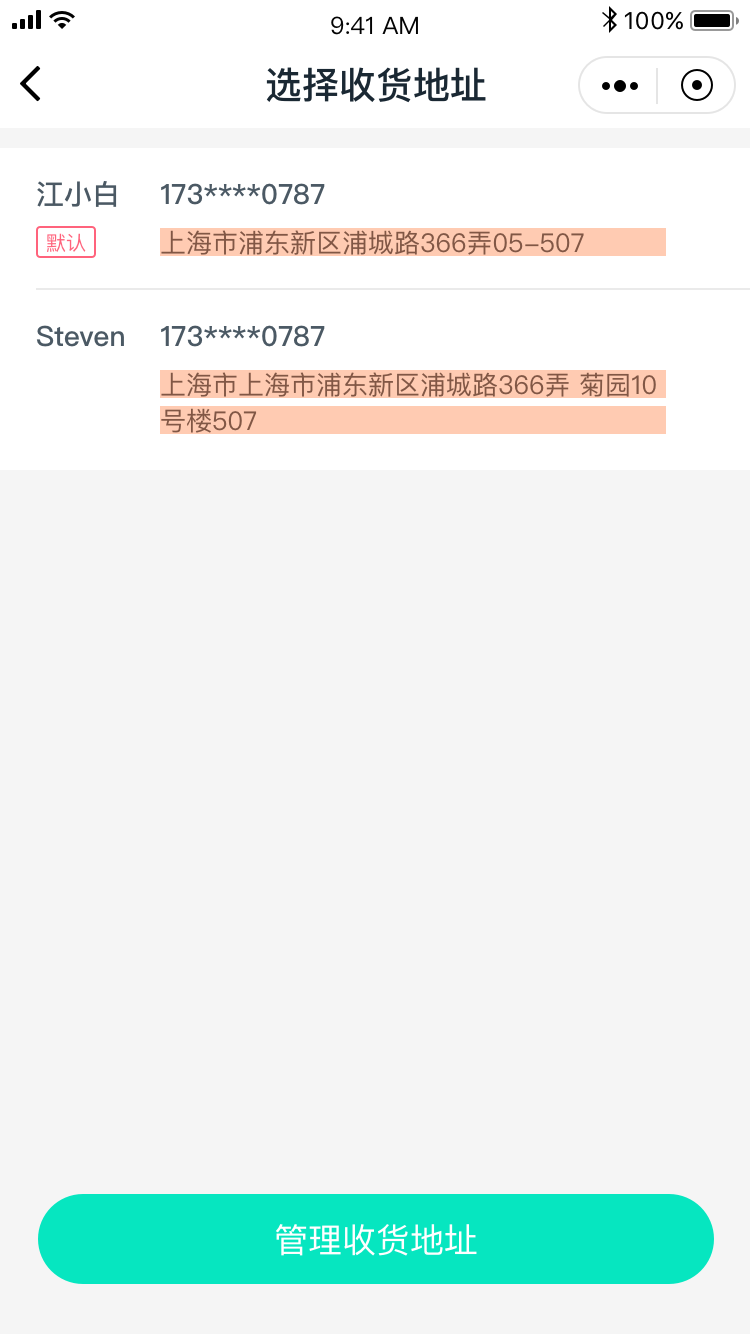 9:41 AM
100%
选择收货地址
江小白 173****0787
默认 上海市浦东新区浦城路366弄05-507
Steven 173****0787
上海市上海市浦东新区浦城路366弄 菊园10
号楼507
管理收货地址